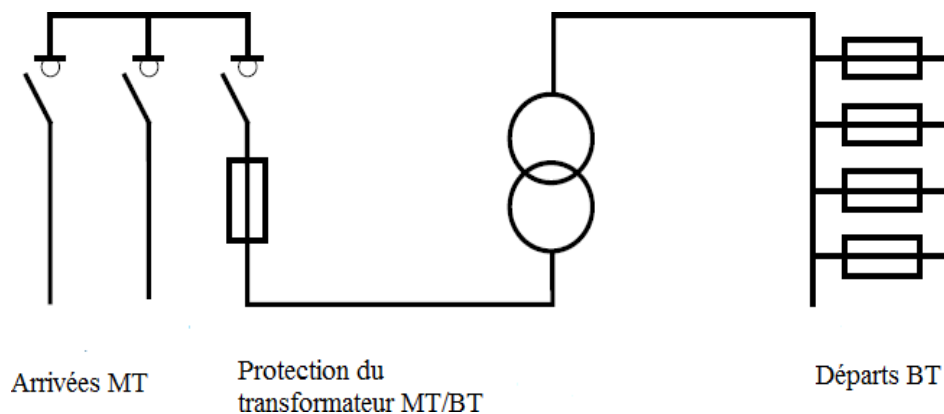 Arrivées MT
Protection du
transformateur MT/BT
Départs BT